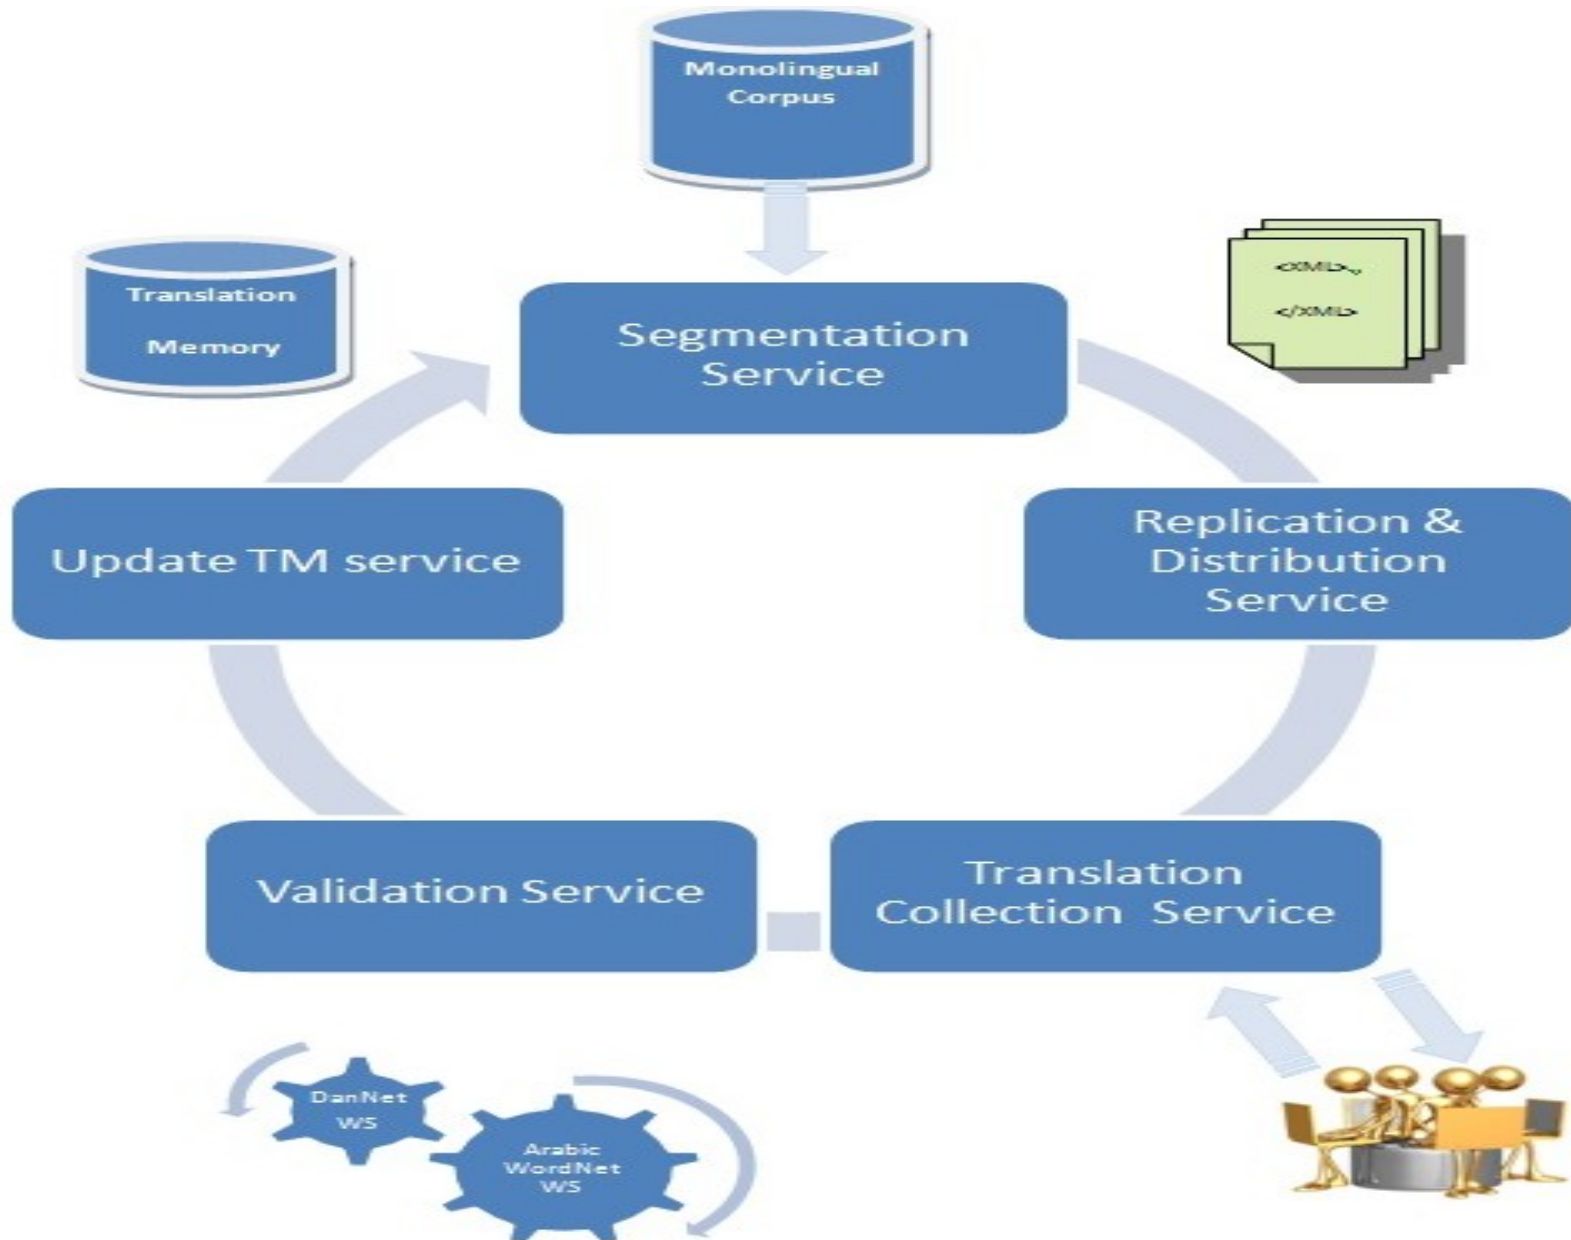 Monolingual
Corpus
Translation
Memory
<XML>,
</XML>
Segmentation
Service
Replication &
Distribution
Service
Update TM service
Validation Service
Translation
Collection Service
DanNet
WS
Arabic
WordNet
WS